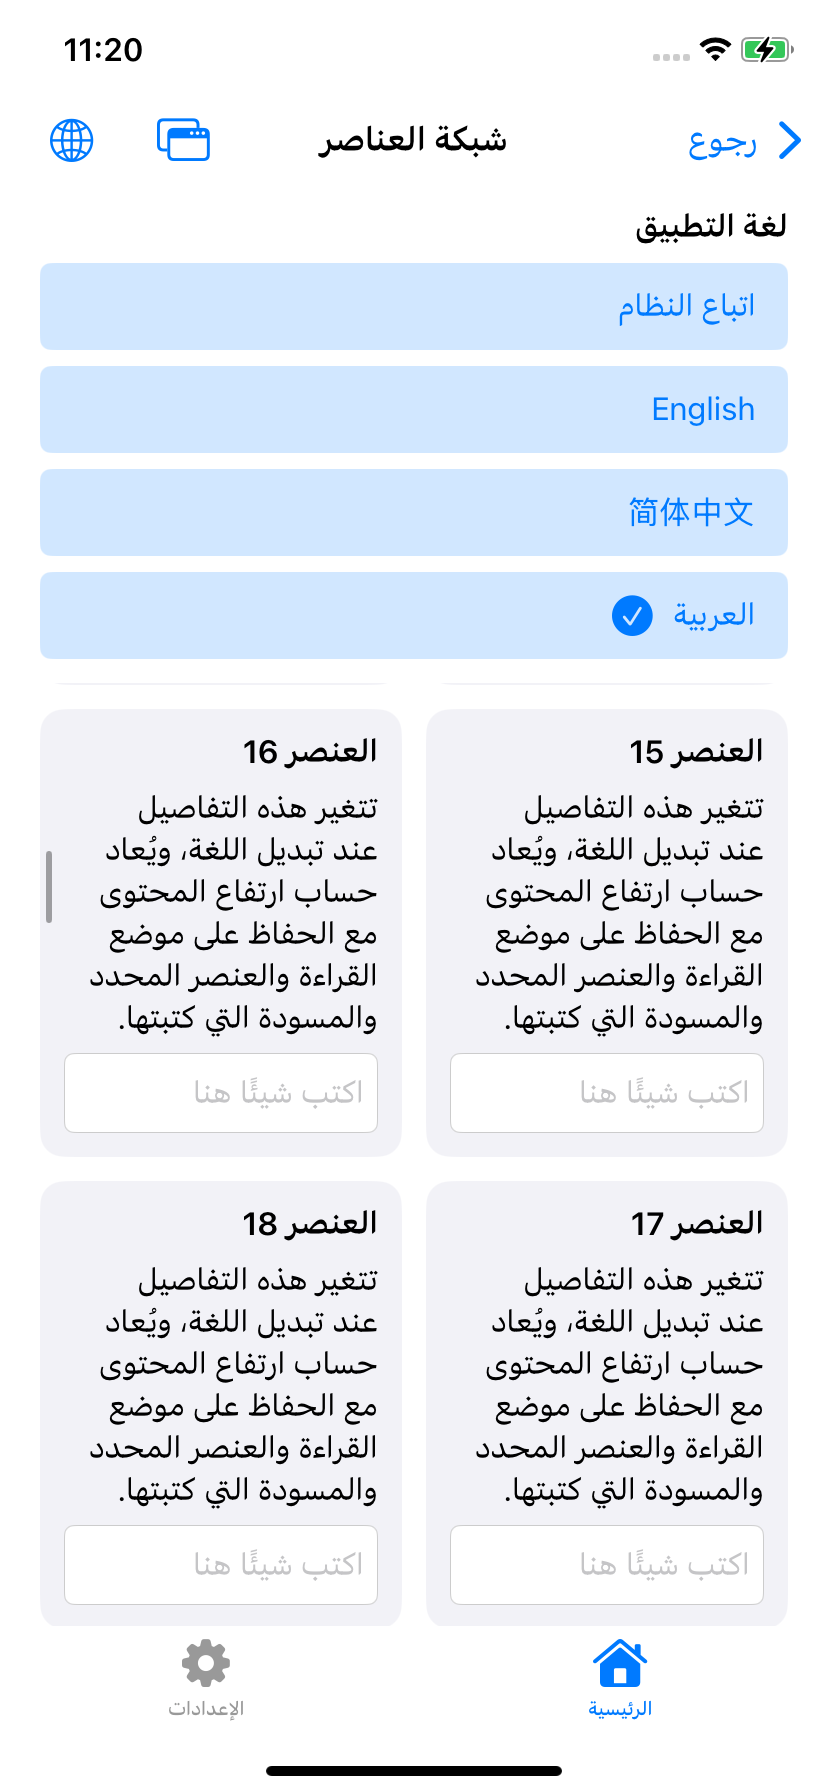 11:20
رجوع
شبكة العناصر
لغة التطبيق
اتباع النظام
English
简体中文
العربية
العنصر 15
تتغير هذه التفاصيل
عند تبديل اللغة، ويُعاد
حساب ارتفاع المحتوى
مع الحفاظ على موضع
القراءة والعنصر المحدد
والمسودة التي كتبتها.
اكتب شيئًا هنا
العنصر 16
تتغير هذه التفاصيل
عند تبديل اللغة، ويُعاد
حساب ارتفاع المحتوى
مع الحفاظ على موضع
القراءة والعنصر المحدد
والمسودة التي كتبتها.
اكتب شيئًا هنا
العنصر 17
تتغير هذه التفاصيل
عند تبديل اللغة، ويُعاد
حساب ارتفاع المحتوى
مع الحفاظ على موضع
القراءة والعنصر المحدد
والمسودة التي كتبتها.
اكتب شيئًا هنا
العنصر 18
تتغير هذه التفاصيل
عند تبديل اللغة، ويُعاد
حساب ارتفاع المحتوى
مع الحفاظ على موضع
القراءة والعنصر المحدد
والمسودة التي كتبتها.
اكتب شيئًا هنا
الرئيسية
الإعدادات